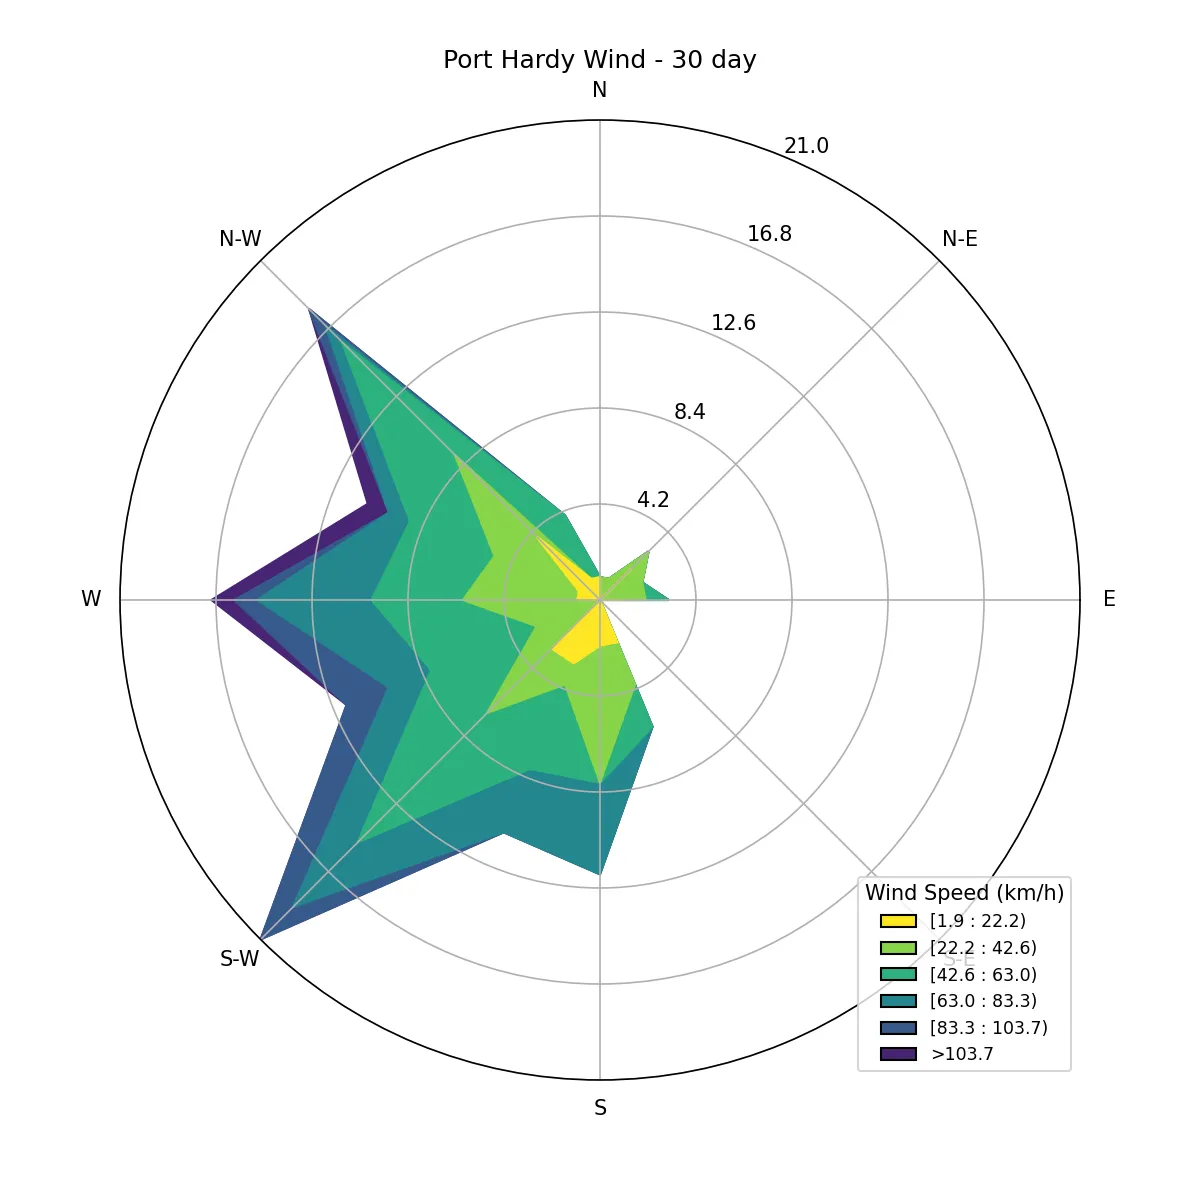 Port Hardy Wind - 30 day
N
21.0
16.8
N-W
N-E
12.6
8.4
4.2
W
E
S-W
S-E
S
Wind Speed (km/h)
[1.9 : 22.2)
[22.2 : 42.6)
[42.6 : 63.0)
[63.0 : 83.3)
[83.3 : 103.7)
>103.7